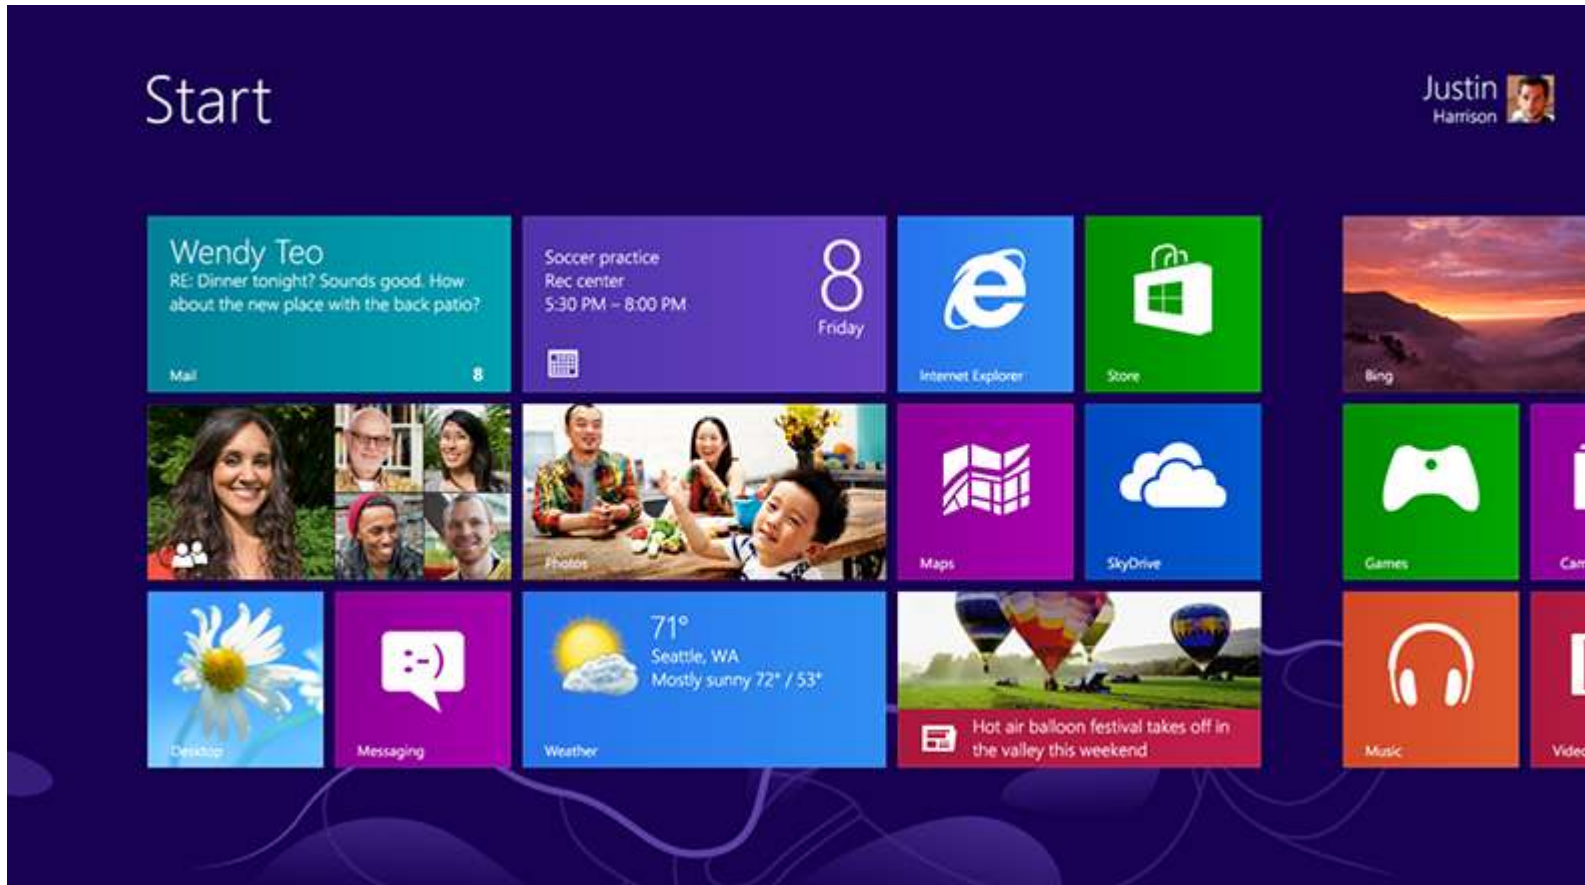 Start
Justin
Harrison
Wendy Teo
RE: Dinner tonight? Sounds good. How
about the new place with the back patio?
Mail
8
Soccer practice
Rec center
5:30 PM – 8:00 PM
8
Friday
Internet Explorer
Store
Bing
Photos
Maps
SkyDrive
Games
Cam
Desktop
:-)
Messaging
71°
Seattle, WA
Mostly sunny 72° / 53°
Weather
Hot air balloon festival takes off in
the valley this weekend
Music
Video